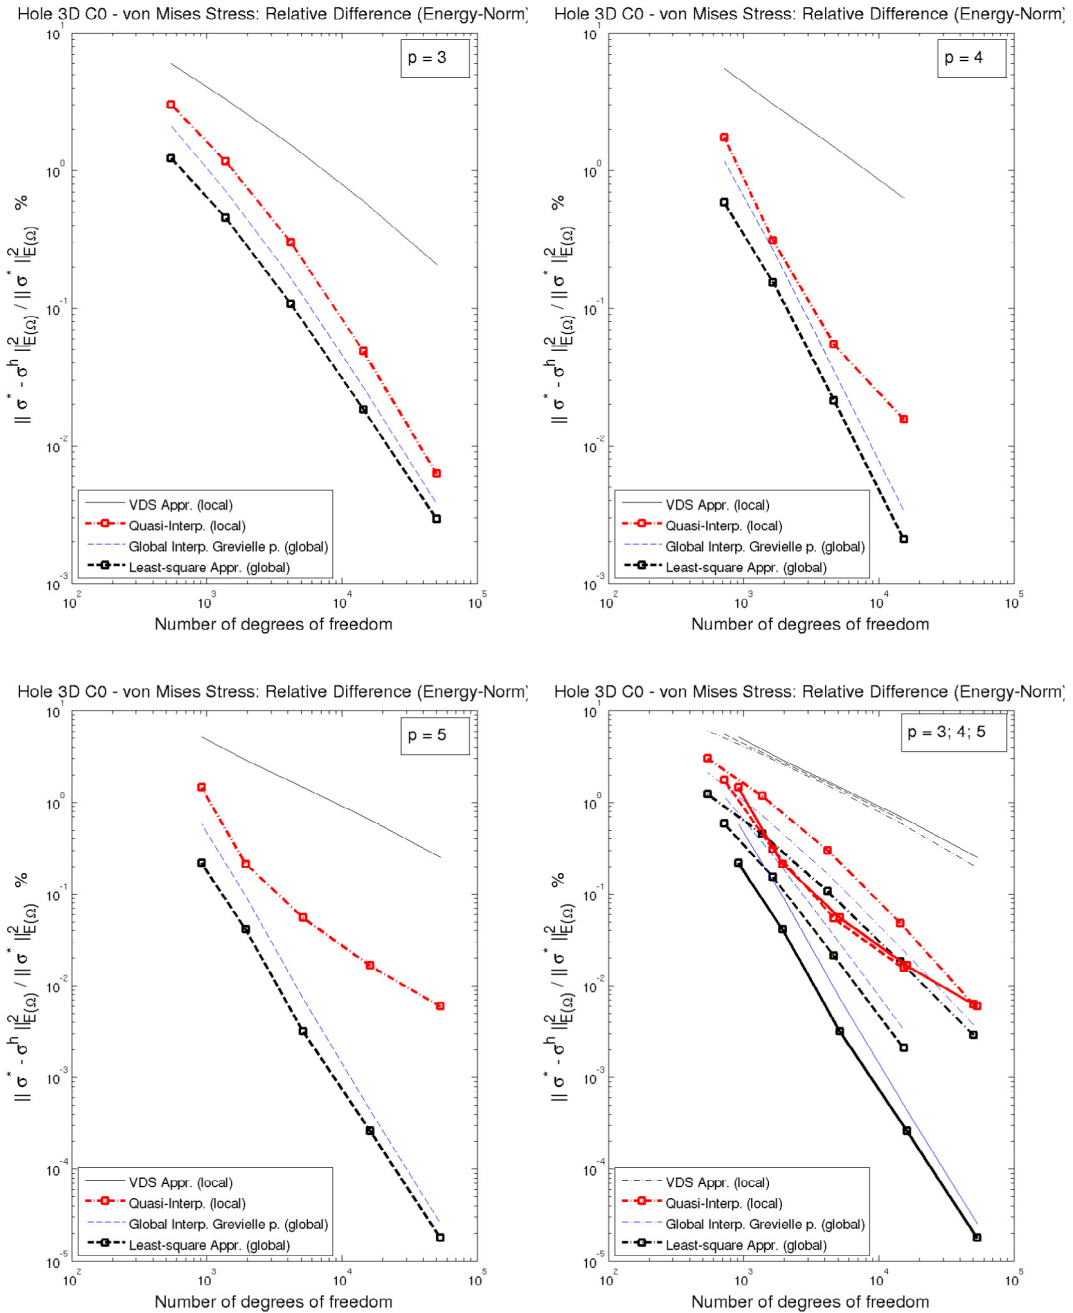 Hole 3D C0 - von Mises Stress: Relative Difference (Energy-Norm)
p = 3
|| σ* - σ^h ||²_E(Ω) / || σ* ||²_E(Ω) %
10^1
10^0
10^-1
10^-2
10^-3
VDS Appr. (local)
Quasi-Interp. (local)
Global Interp. Grevielle p. (global)
Least-square Appr. (global)
10^2 10^3 10^4 10^5
Number of degrees of freedom
Hole 3D C0 - von Mises Stress: Relative Difference (Energy-Norm)
p = 4
|| σ* - σ^h ||²_E(Ω) / || σ* ||²_E(Ω) %
10^1
10^0
10^-1
10^-2
10^-3
VDS Appr. (local)
Quasi-Interp. (local)
Global Interp. Grevielle p. (global)
Least-square Appr. (global)
10^2 10^3 10^4 10^5
Number of degrees of freedom
Hole 3D C0 - von Mises Stress: Relative Difference (Energy-Norm)
p = 5
|| σ* - σ^h ||²_E(Ω) / || σ* ||²_E(Ω) %
10^1
10^0
10^-1
10^-2
10^-3
10^-4
10^-5
VDS Appr. (local)
Quasi-Interp. (local)
Global Interp. Grevielle p. (global)
Least-square Appr. (global)
10^2 10^3 10^4 10^5
Number of degrees of freedom
Hole 3D C0 - von Mises Stress: Relative Difference (Energy-Norm)
p = 3; 4; 5
|| σ* - σ^h ||²_E(Ω) / || σ* ||²_E(Ω) %
10^1
10^0
10^-1
10^-2
10^-3
10^-4
10^-5
VDS Appr. (local)
Quasi-Interp. (local)
Global Interp. Grevielle p. (global)
Least-square Appr. (global)
10^2 10^3 10^4 10^5
Number of degrees of freedom